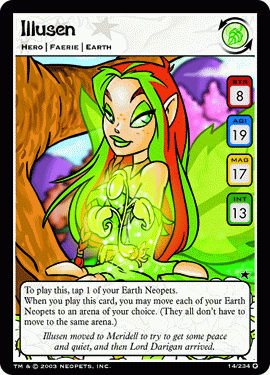 Illusen
Hero | Faerie | Earth
STR
8
AGI
19
MAG
17
INT
13
To play this, tap 1 of your Earth Neopets.
When you play this card, you may move each of your Earth
Neopets to an arena of your choice. (They all don't have to
move to the same arena.)
Illusen moved to Meridell to try to get some peace
and quiet, and then Lord Darigan arrived.
TM & © 2003 NEOPETS, INC.
14/234